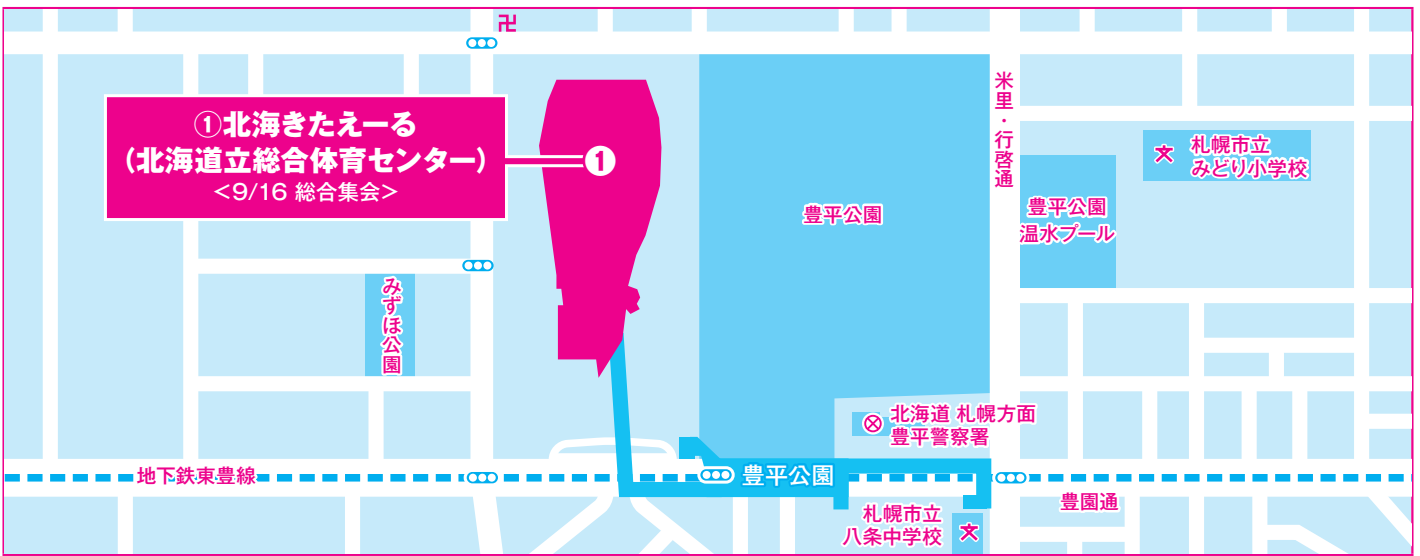 卍
①北海きたえーる
(北海道立総合体育センター)
<9/16 総合集会>
1
米里・行啓通
札幌市立
みどり小学校
豊平公園
豊平公園
温水プール
みずほ公園
北海道 札幌方面
豊平警察署
地下鉄東豊線
豊平公園
豊園通
札幌市立
八条中学校